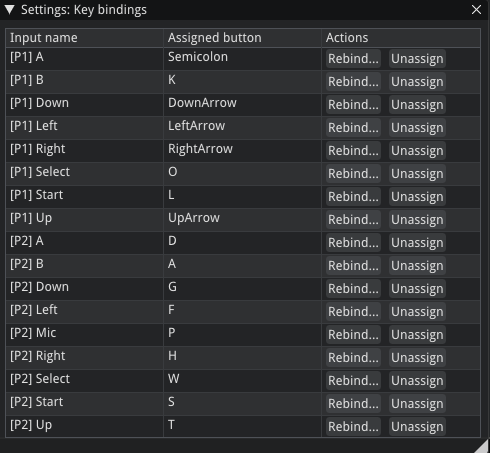 Settings: Key bindings
Input name Assigned button Actions
[P1] A Semicolon Rebind... Unassign
[P1] B K Rebind... Unassign
[P1] Down DownArrow Rebind... Unassign
[P1] Left LeftArrow Rebind... Unassign
[P1] Right RightArrow Rebind... Unassign
[P1] Select O Rebind... Unassign
[P1] Start L Rebind... Unassign
[P1] Up UpArrow Rebind... Unassign
[P2] A D Rebind... Unassign
[P2] B A Rebind... Unassign
[P2] Down G Rebind... Unassign
[P2] Left F Rebind... Unassign
[P2] Mic P Rebind... Unassign
[P2] Right H Rebind... Unassign
[P2] Select W Rebind... Unassign
[P2] Start S Rebind... Unassign
[P2] Up T Rebind... Unassign